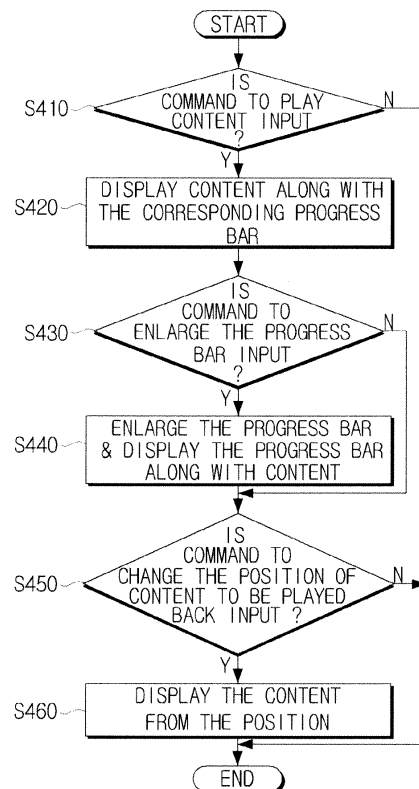 START
IS
COMMAND TO PLAY
CONTENT INPUT
?
N
S410
Y
DISPLAY CONTENT ALONG WITH
THE CORRESPONDING PROGRESS
BAR
S420
IS
COMMAND TO
ENLARGE THE PROGRESS
BAR INPUT
?
N
S430
Y
ENLARGE THE PROGRESS BAR
& DISPLAY THE PROGRESS BAR
ALONG WITH CONTENT
S440
IS
COMMAND TO
CHANGE THE POSITION OF
CONTENT TO BE PLAYED
BACK INPUT ?
N
S450
Y
DISPLAY THE CONTENT
FROM THE POSITION
S460
END